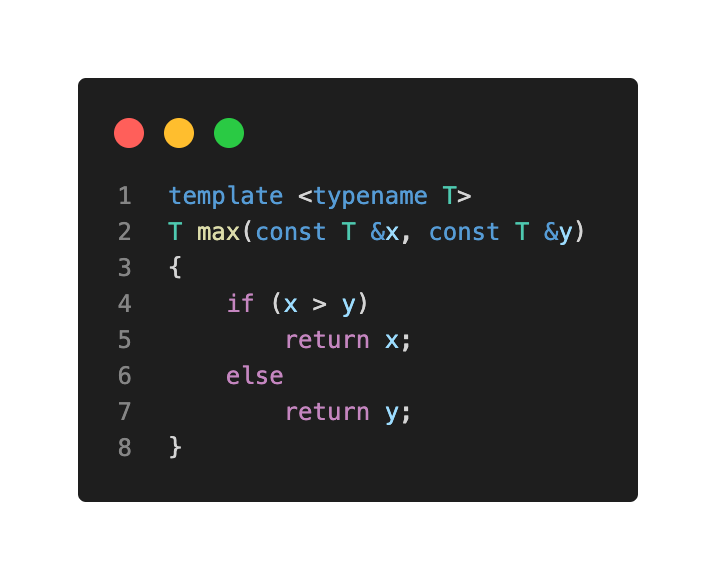 1 template <typename T>
2 T max(const T &x, const T &y)
3 {
4     if (x > y)
5         return x;
6     else
7         return y;
8 }